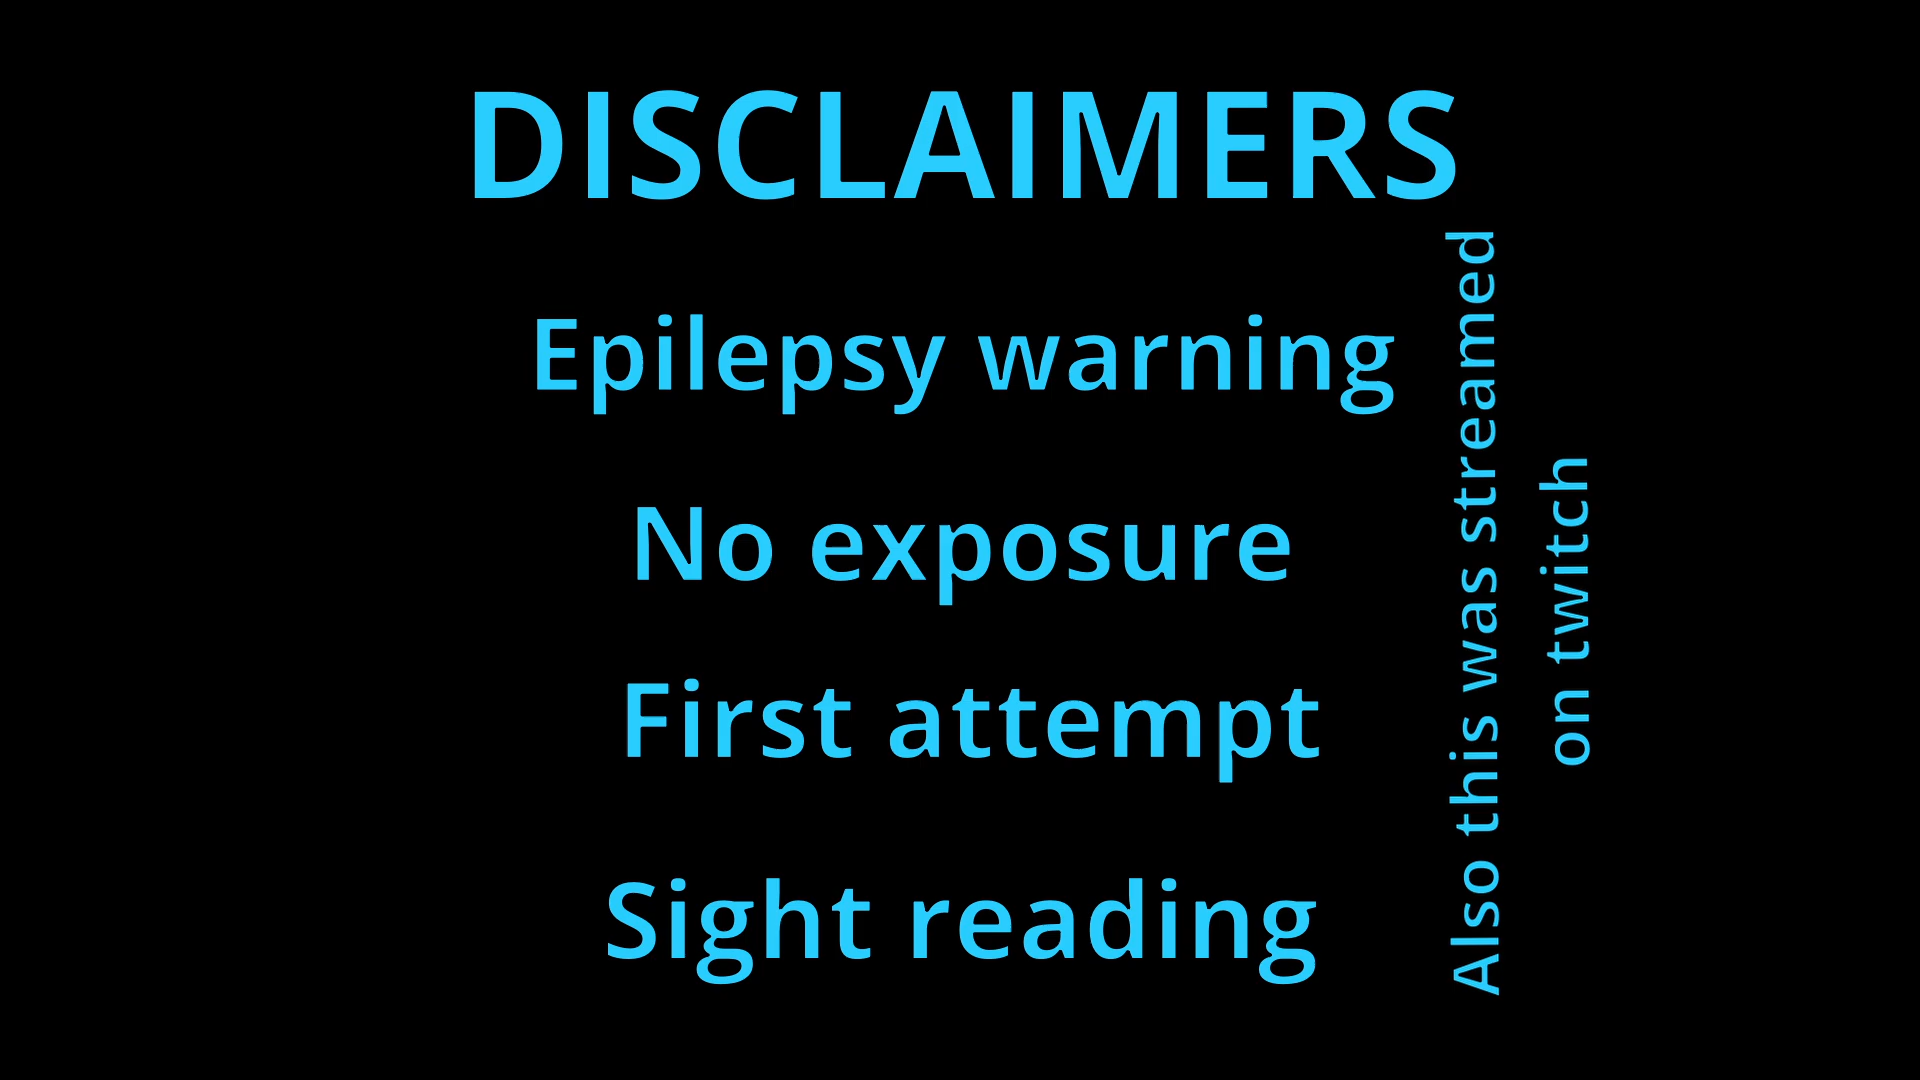 DISCLAIMERS
Epilepsy warning
No exposure
First attempt
Sight reading
Also this was streamed
on twitch